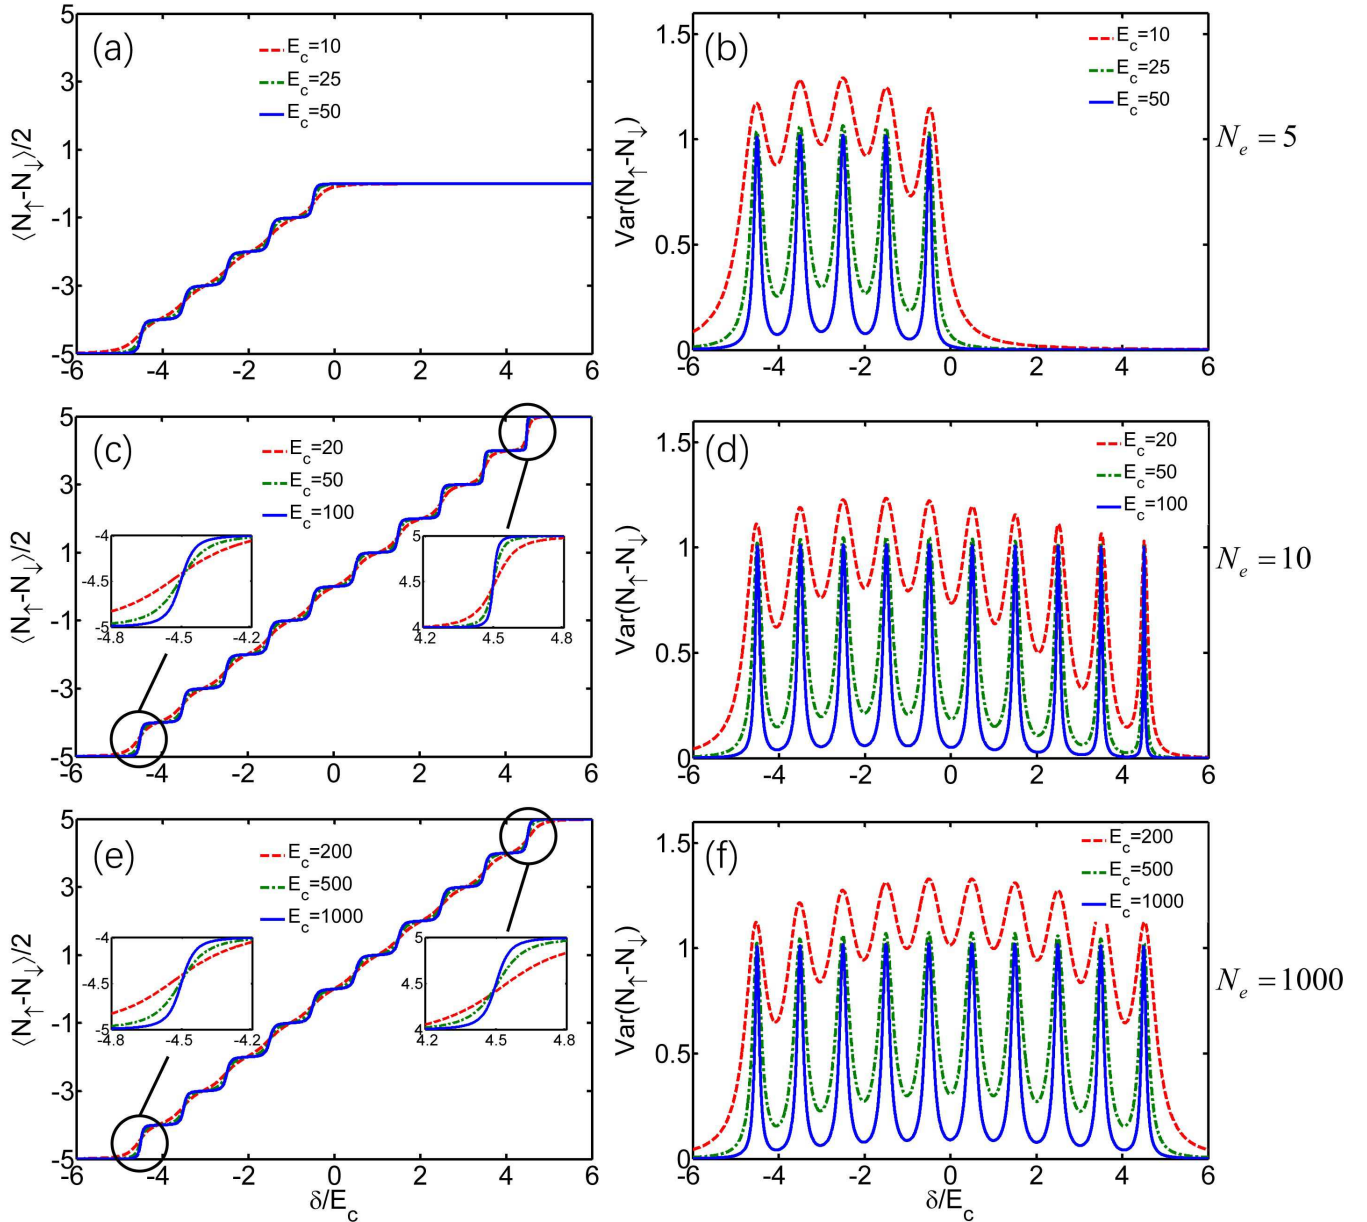 (a)
E_c=10
E_c=25
E_c=50
⟨N↑-N↓⟩/2
5
3
1
-1
-3
-5
-6 -4 -2 0 2 4 6
(b)
E_c=10
E_c=25
E_c=50
Var(N↑-N↓)
1.5
1
0.5
0
-6 -4 -2 0 2 4 6
N_e = 5
(c)
E_c=20
E_c=50
E_c=100
⟨N↑-N↓⟩/2
5
3
1
-1
-3
-5
-6 -4 -2 0 2 4 6
-4
-4.5
-5
-4.8 -4.5 -4.2
5
4.5
4
4.2 4.5 4.8
(d)
E_c=20
E_c=50
E_c=100
Var(N↑-N↓)
1.5
1
0.5
0
-6 -4 -2 0 2 4 6
N_e = 10
(e)
E_c=200
E_c=500
E_c=1000
⟨N↑-N↓⟩/2
5
3
1
-1
-3
-5
-6 -4 -2 0 2 4 6
δ/E_c
-4
-4.5
-5
-4.8 -4.5 -4.2
5
4.5
4
4.2 4.5 4.8
(f)
E_c=200
E_c=500
E_c=1000
Var(N↑-N↓)
1.5
1
0.5
0
-6 -4 -2 0 2 4 6
δ/E_c
N_e = 1000